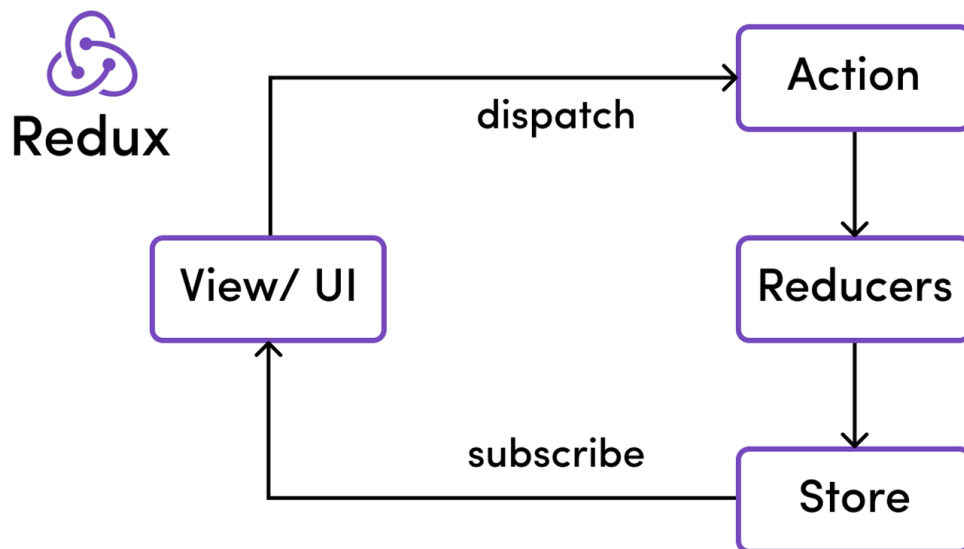 Redux
Action
dispatch
View/ UI
Reducers
subscribe
Store